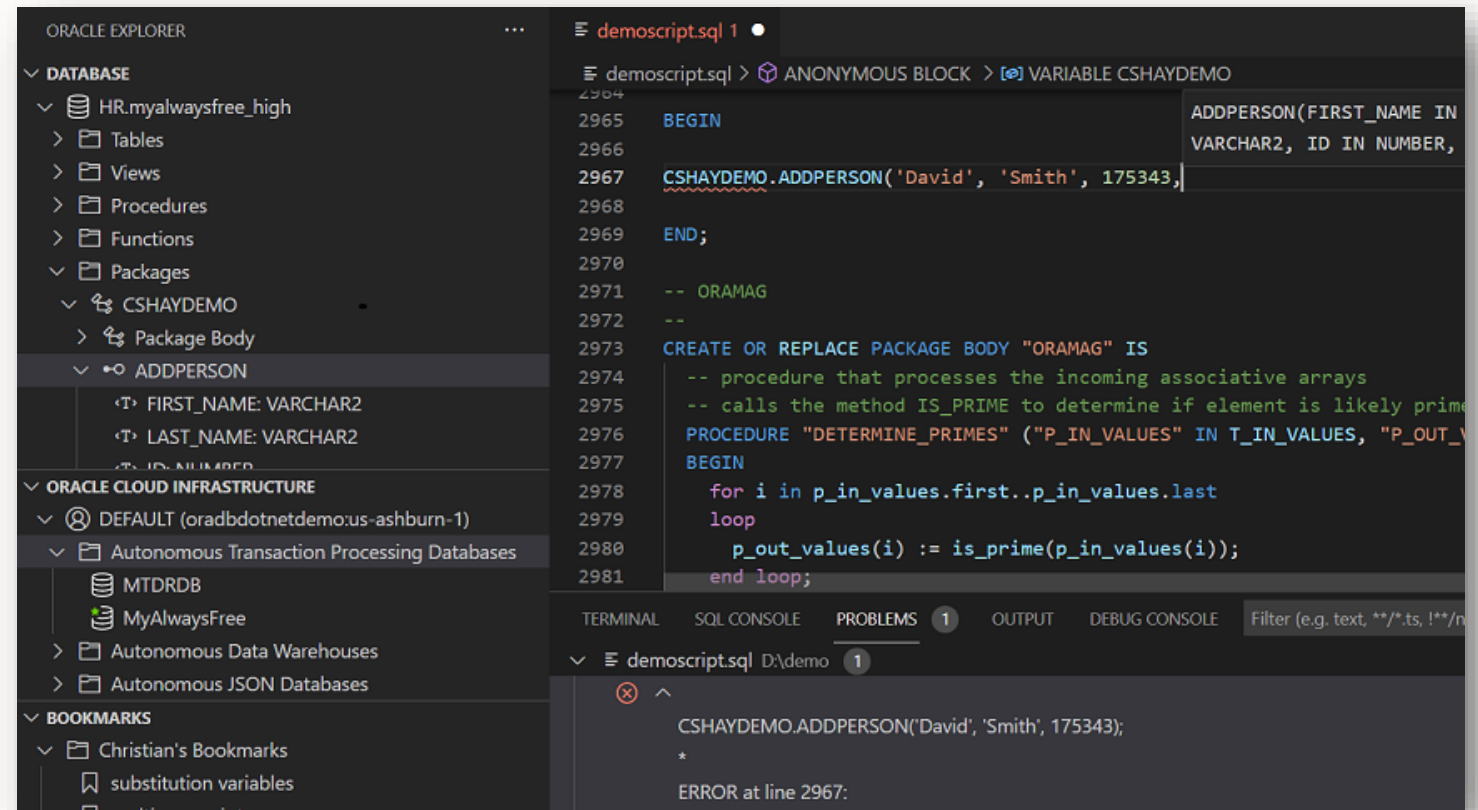 ORACLE EXPLORER
DATABASE
HR.myalwaysfree_high
Tables
Views
Procedures
Functions
Packages
CSHAYDEMO
Package Body
ADDPERSON
FIRST_NAME: VARCHAR2
LAST_NAME: VARCHAR2
ID: NUMBER
ORACLE CLOUD INFRASTRUCTURE
DEFAULT (oradbdotnetdemo:us-ashburn-1)
Autonomous Transaction Processing Databases
MTDRDB
MyAlwaysFree
Autonomous Data Warehouses
Autonomous JSON Databases
BOOKMARKS
Christian's Bookmarks
substitution variables
demoscript.sql 1
demoscript.sql > ANONYMOUS BLOCK > VARIABLE CSHAYDEMO
2964
2965 BEGIN
2966
2967 CSHAYDEMO.ADDPERSON('David', 'Smith', 175343,
2968
2969 END;
2970
2971 -- ORAMAG
2972 --
2973 CREATE OR REPLACE PACKAGE BODY "ORAMAG" IS
2974 -- procedure that processes the incoming associative arrays
2975 -- calls the method IS_PRIME to determine if element is likely prime
2976 PROCEDURE "DETERMINE_PRIMES" ("P_IN_VALUES" IN T_IN_VALUES, "P_OUT_
2977 BEGIN
2978 for i in p_in_values.first..p_in_values.last
2979 loop
2980 p_out_values(i) := is_prime(p_in_values(i));
2981 end loop;
ADDPERSON(FIRST_NAME IN
VARCHAR2, ID IN NUMBER,
TERMINAL SQL CONSOLE PROBLEMS 1 OUTPUT DEBUG CONSOLE Filter (e.g. text, **/*.ts, !**/n
demoscript.sql D:\demo 1
CSHAYDEMO.ADDPERSON('David', 'Smith', 175343);
*
ERROR at line 2967: